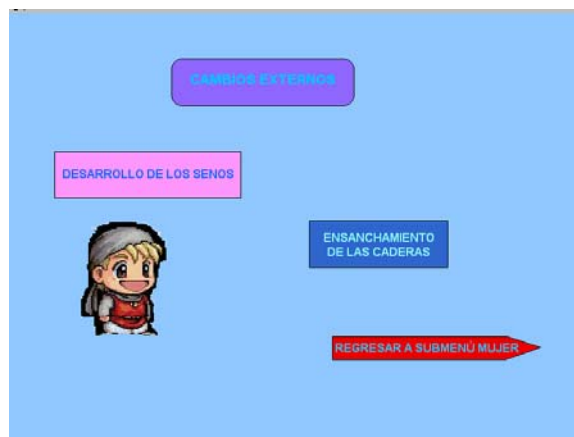 CAMBIOS EXTERNOS
DESARROLLO DE LOS SENOS
ENSANCHAMIENTO
DE LAS CADERAS
REGRESAR A SUBMENÚ MUJER